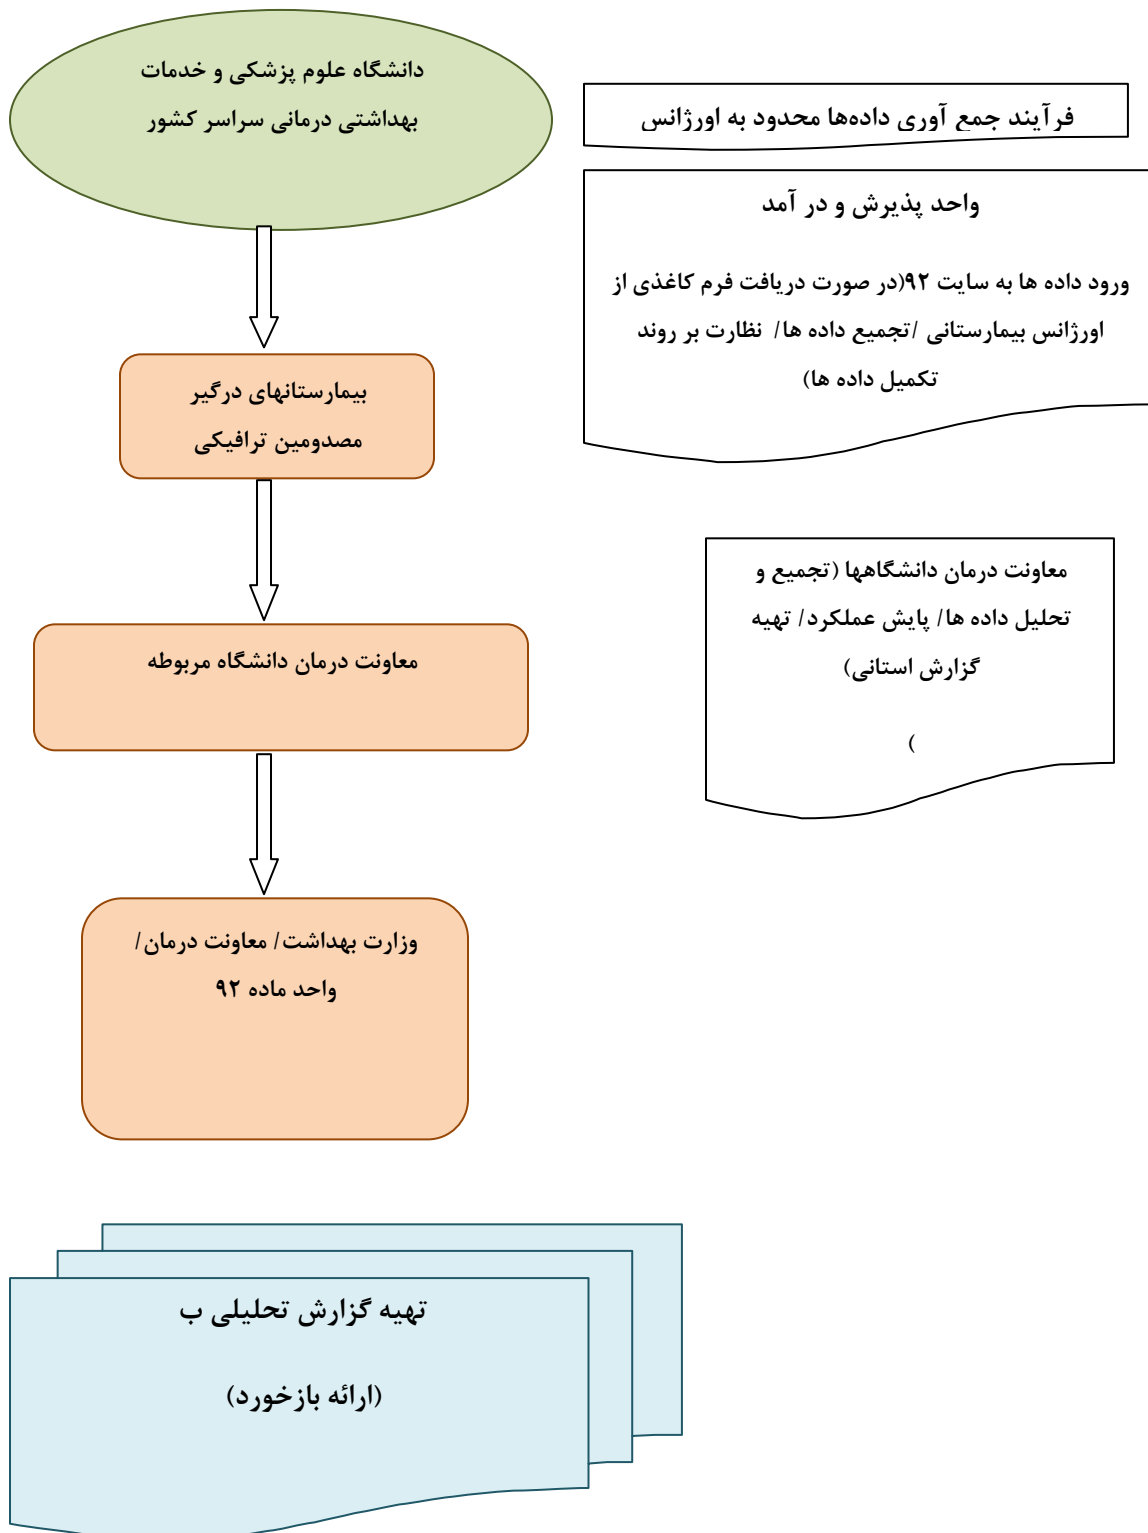 دانشگاه علوم پزشکی و خدمات
بهداشتی درمانی سراسر کشور
فرآیند جمع آوری داده‌ها محدود به اورژانس
واحد پذیرش و در آمد
ورود داده ها به سایت ۹۲(در صورت دریافت فرم کاغذی از
اورژانس بیمارستانی /تجمیع داده ها/ نظارت بر روند
تکمیل داده ها)
بیمارستانهای درگیر
مصدومین ترافیکی
معاونت درمان دانشگاهها (تجمیع و
تحلیل داده ها/ پایش عملکرد/ تهیه
گزارش استانی)
)
معاونت درمان دانشگاه مربوطه
وزارت بهداشت/ معاونت درمان/
واحد ماده ۹۲
تهیه گزارش تحلیلی ب
(ارائه بازخورد)